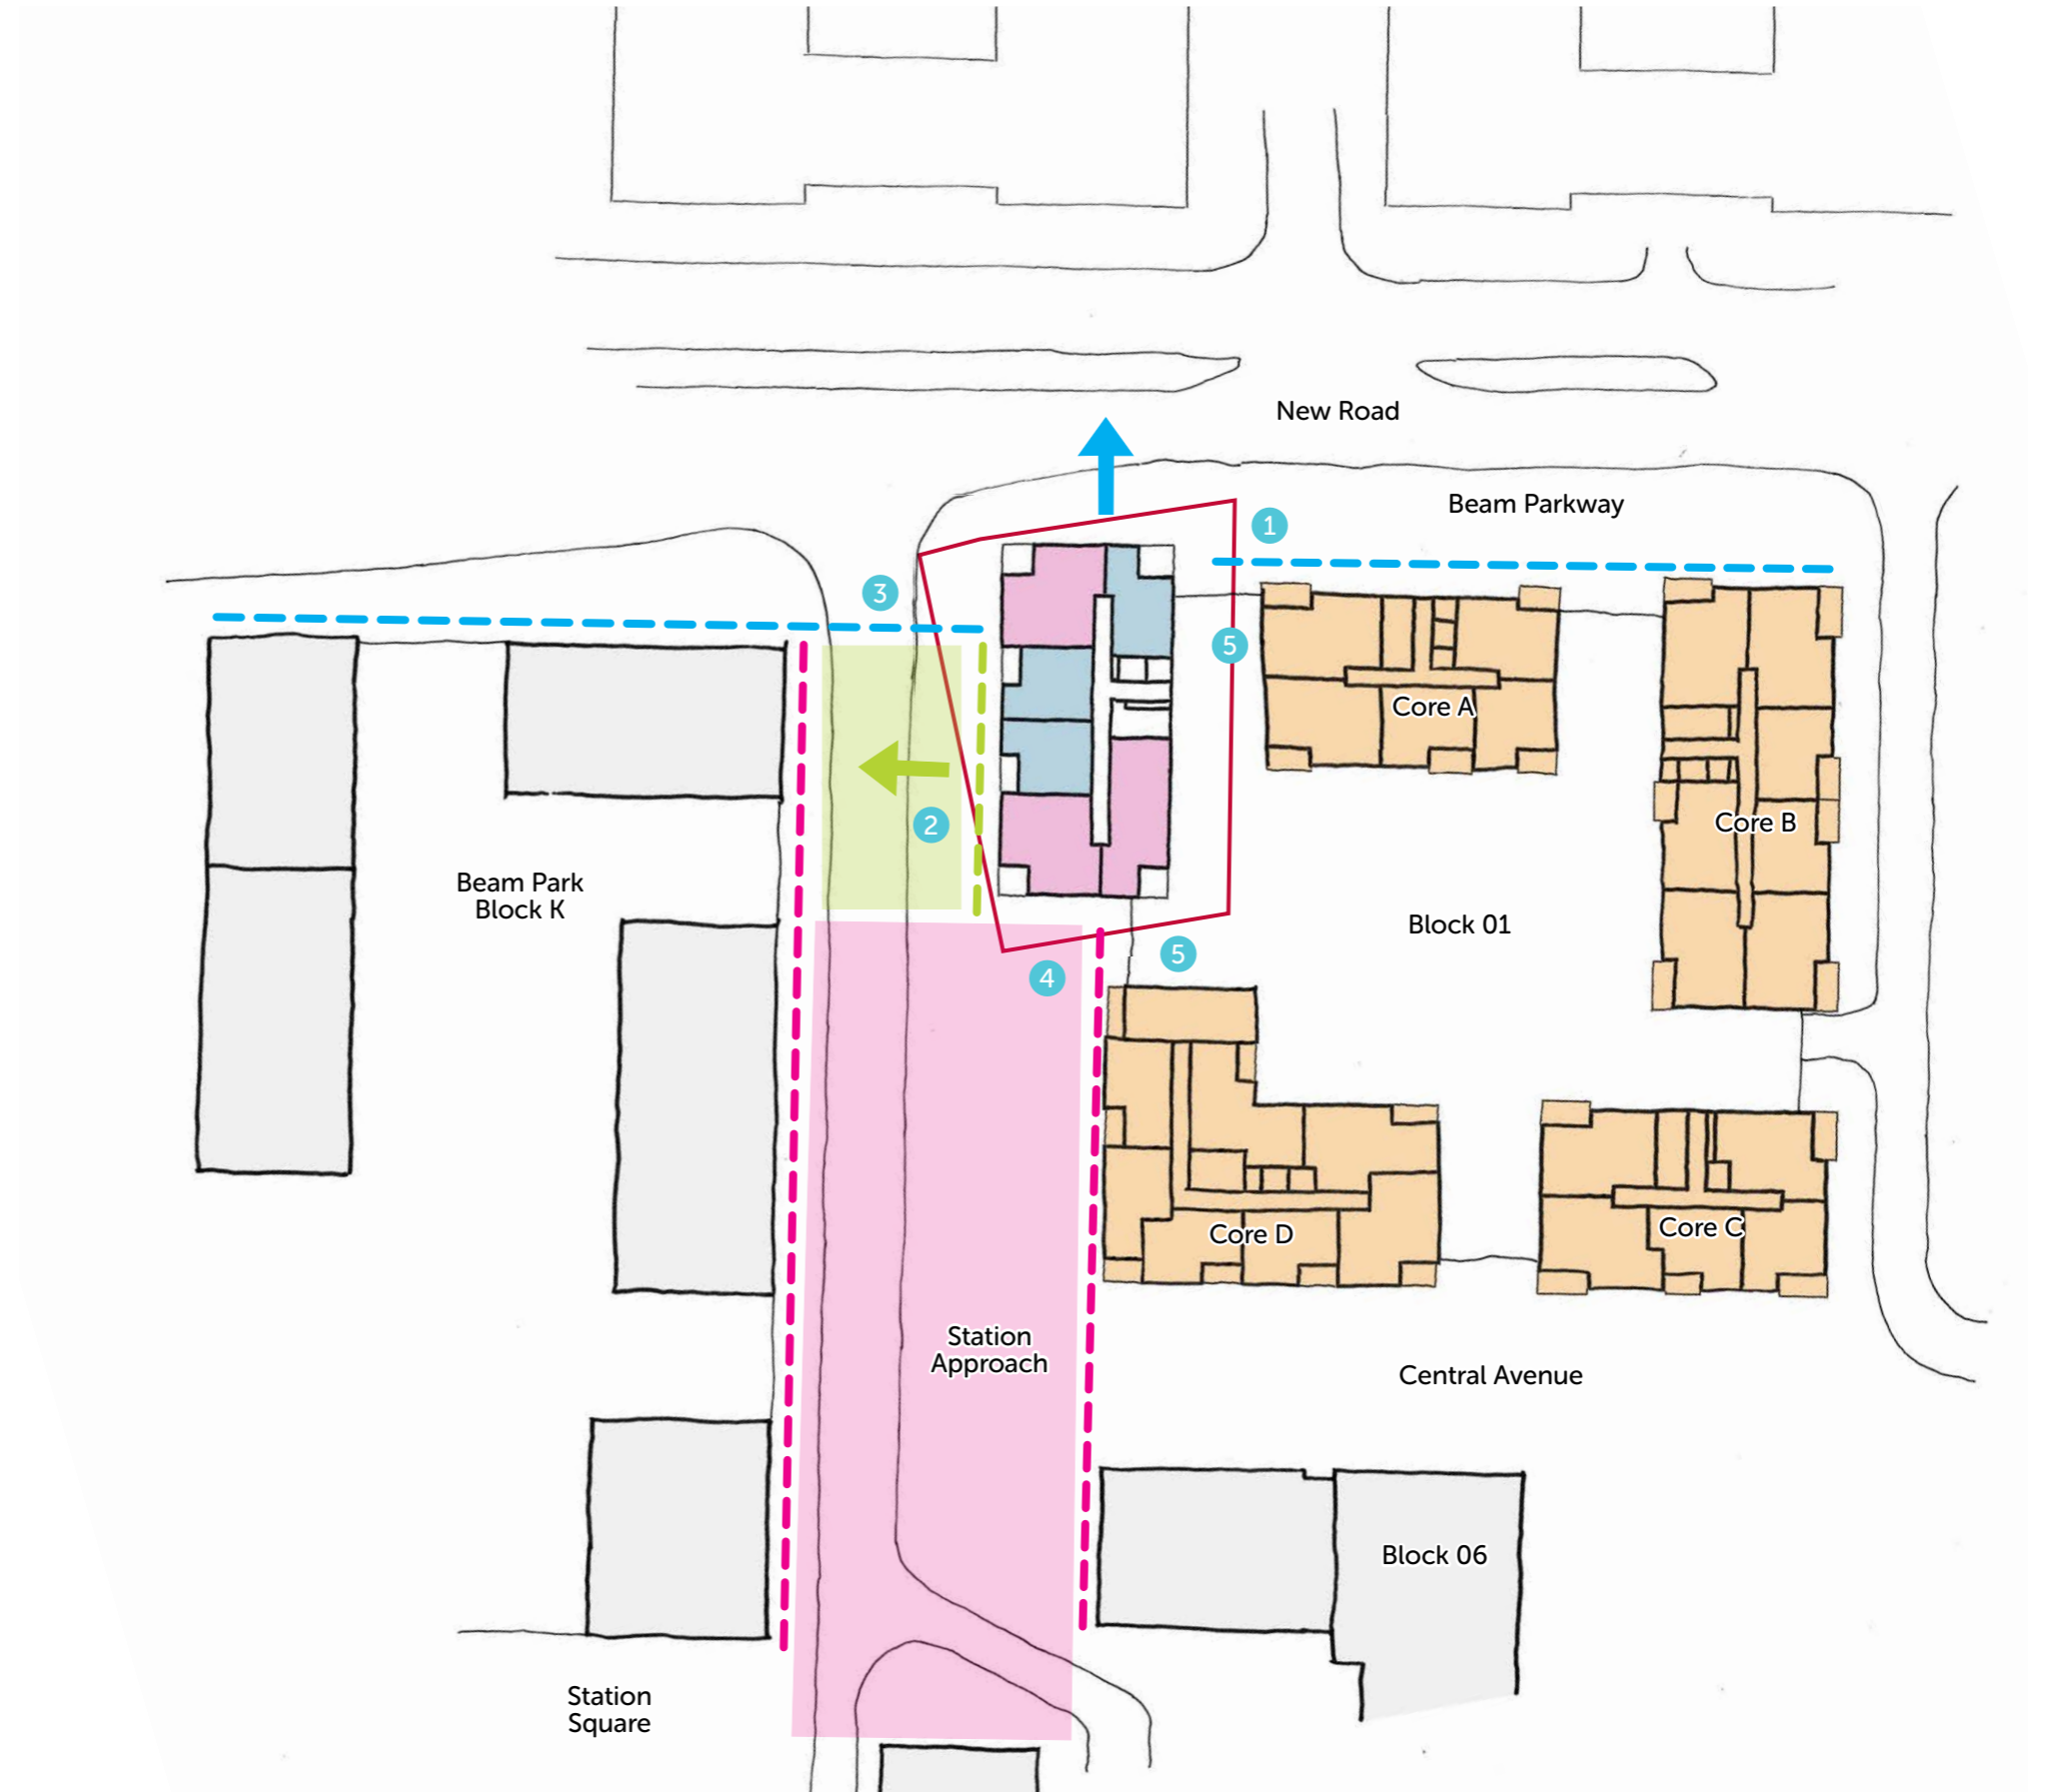 New Road
Beam Parkway
1
3
5
Core A
2
Core B
Beam Park
Block K
Block 01
5
4
Core D
Core C
Station
Approach
Central Avenue
Block 06
Station
Square